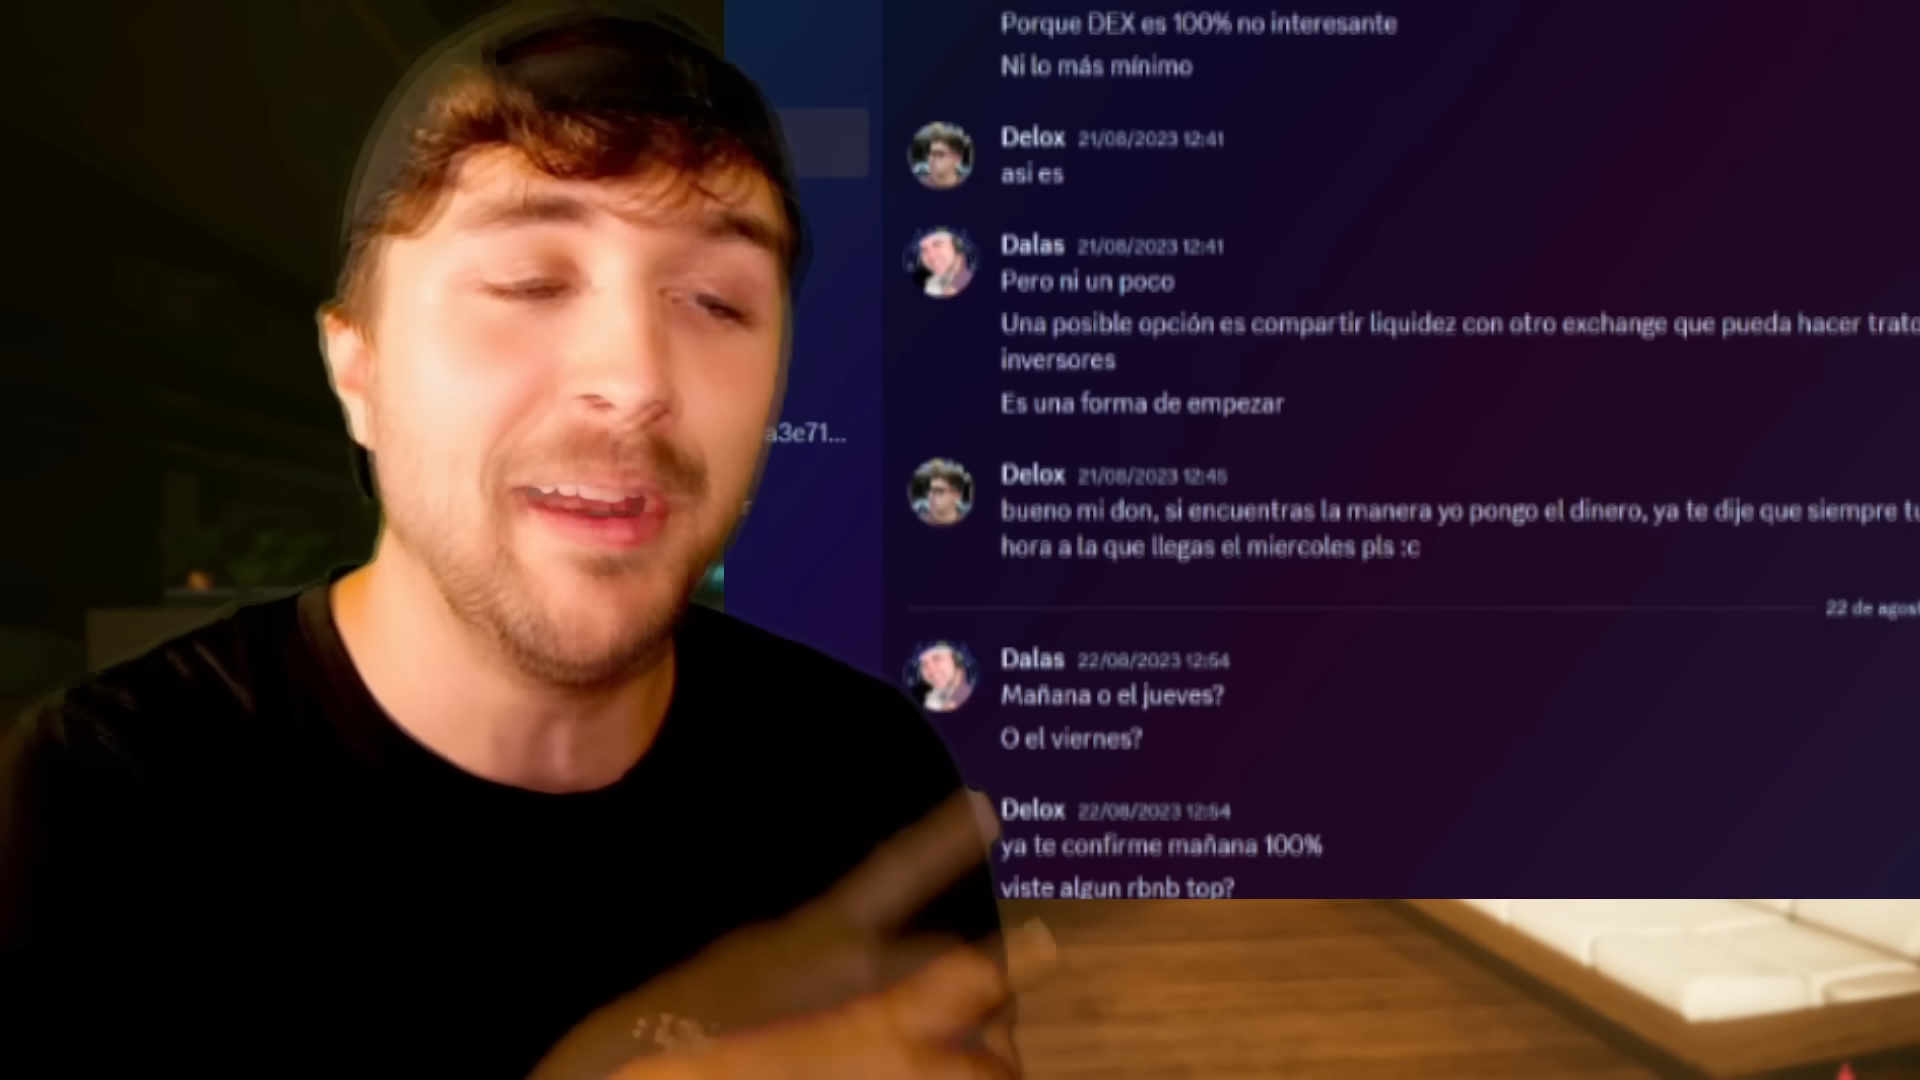 Porque DEX es 100% no interesante
Ni lo más mínimo
Delox 21/08/2023 12:41
asi es
Dalas 21/08/2023 12:41
Pero ni un poco
Una posible opción es compartir liquidez con otro exchange que pueda hacer trato
inversores
Es una forma de empezar
a3e71...
Delox 21/08/2023 12:45
bueno mi don, si encuentras la manera yo pongo el dinero, ya te dije que siempre tu
hora a la que llegas el miercoles pls :c
22 de agost
Dalas 22/08/2023 12:54
Mañana o el jueves?
O el viernes?
Delox 22/08/2023 12:54
ya te confirme mañana 100%
viste algun rbnb top?